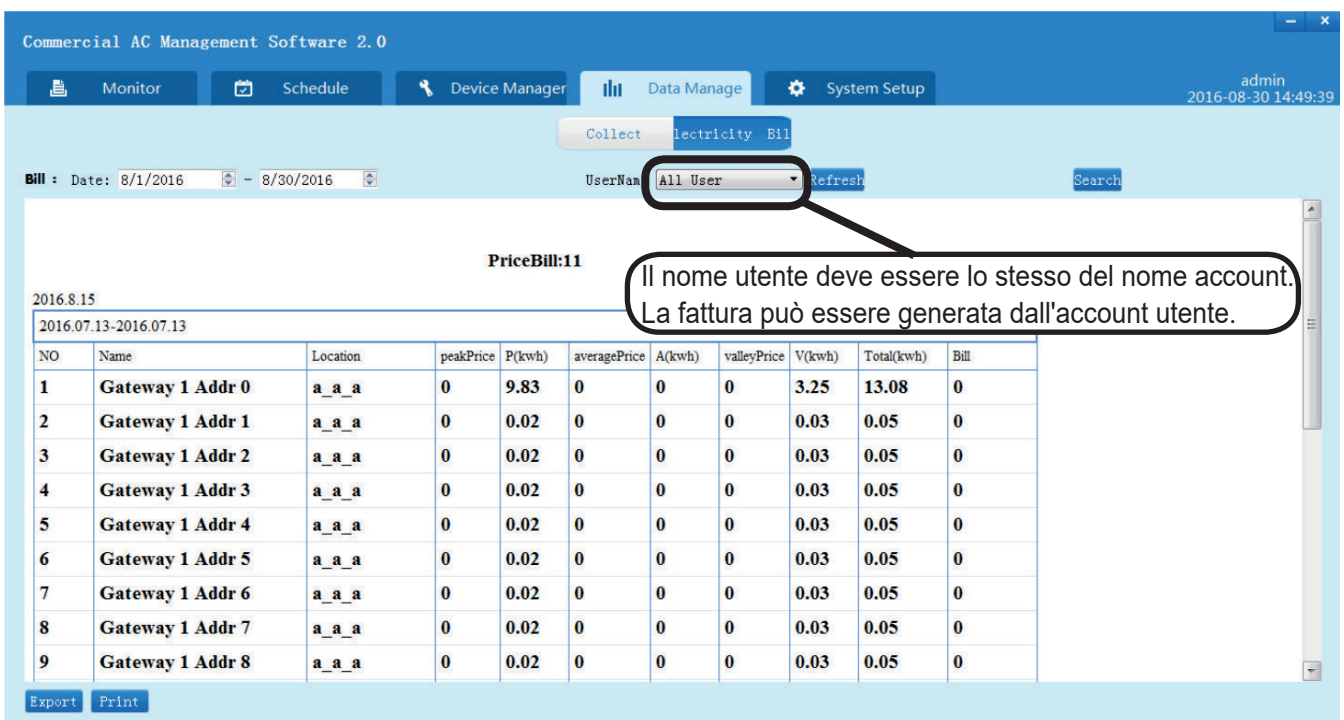 Commercial AC Management Software 2.0
Monitor Schedule Device Manager Data Manage System Setup
admin
2016-08-30 14:49:39
Collect lectricity Bil
Bill : Date: 8/1/2016 - 8/30/2016 UserNam All User Refresh Search
PriceBill:11
Il nome utente deve essere lo stesso del nome account.
La fattura può essere generata dall'account utente.
2016.8.15
2016.07.13-2016.07.13
NO Name Location peakPrice P(kwh) averagePrice A(kwh) valleyPrice V(kwh) Total(kwh) Bill
1 Gateway 1 Addr 0 a_a_a 0 9.83 0 0 0 3.25 13.08 0
2 Gateway 1 Addr 1 a_a_a 0 0.02 0 0 0 0.03 0.05 0
3 Gateway 1 Addr 2 a_a_a 0 0.02 0 0 0 0.03 0.05 0
4 Gateway 1 Addr 3 a_a_a 0 0.02 0 0 0 0.03 0.05 0
5 Gateway 1 Addr 4 a_a_a 0 0.02 0 0 0 0.03 0.05 0
6 Gateway 1 Addr 5 a_a_a 0 0.02 0 0 0 0.03 0.05 0
7 Gateway 1 Addr 6 a_a_a 0 0.02 0 0 0 0.03 0.05 0
8 Gateway 1 Addr 7 a_a_a 0 0.02 0 0 0 0.03 0.05 0
9 Gateway 1 Addr 8 a_a_a 0 0.02 0 0 0 0.03 0.05 0
Export Print